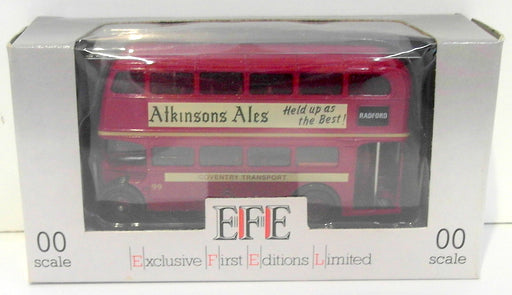 Atkinsons Ales
Held up as
the Best!
RADFORD
COVENTRY TRANSPORT
99
EFE
00
scale
Exclusive First Editions Limited
00
scale